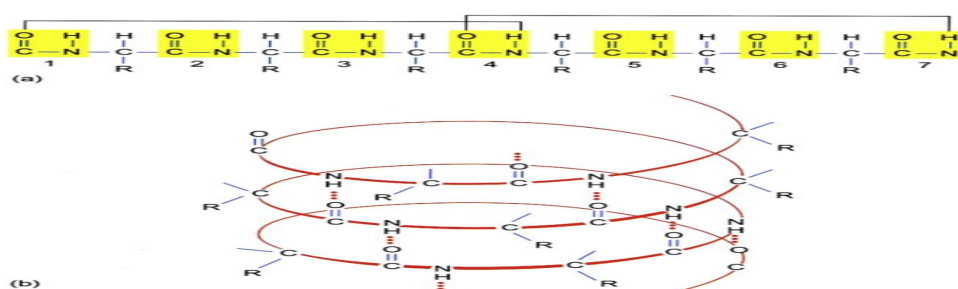 O H H O H H O H H O H H O H H O H H O H
C N C C N C C N C C N C C N C C N C C N
1 R 2 R 3 R 4 R 5 R 6 R 7
(a)
O C
C R
O
N C C N C
H H
R R
C
R O O N
H
C N C C N
H H
O
R
C O O
C C
C N C
R H R C
(b)